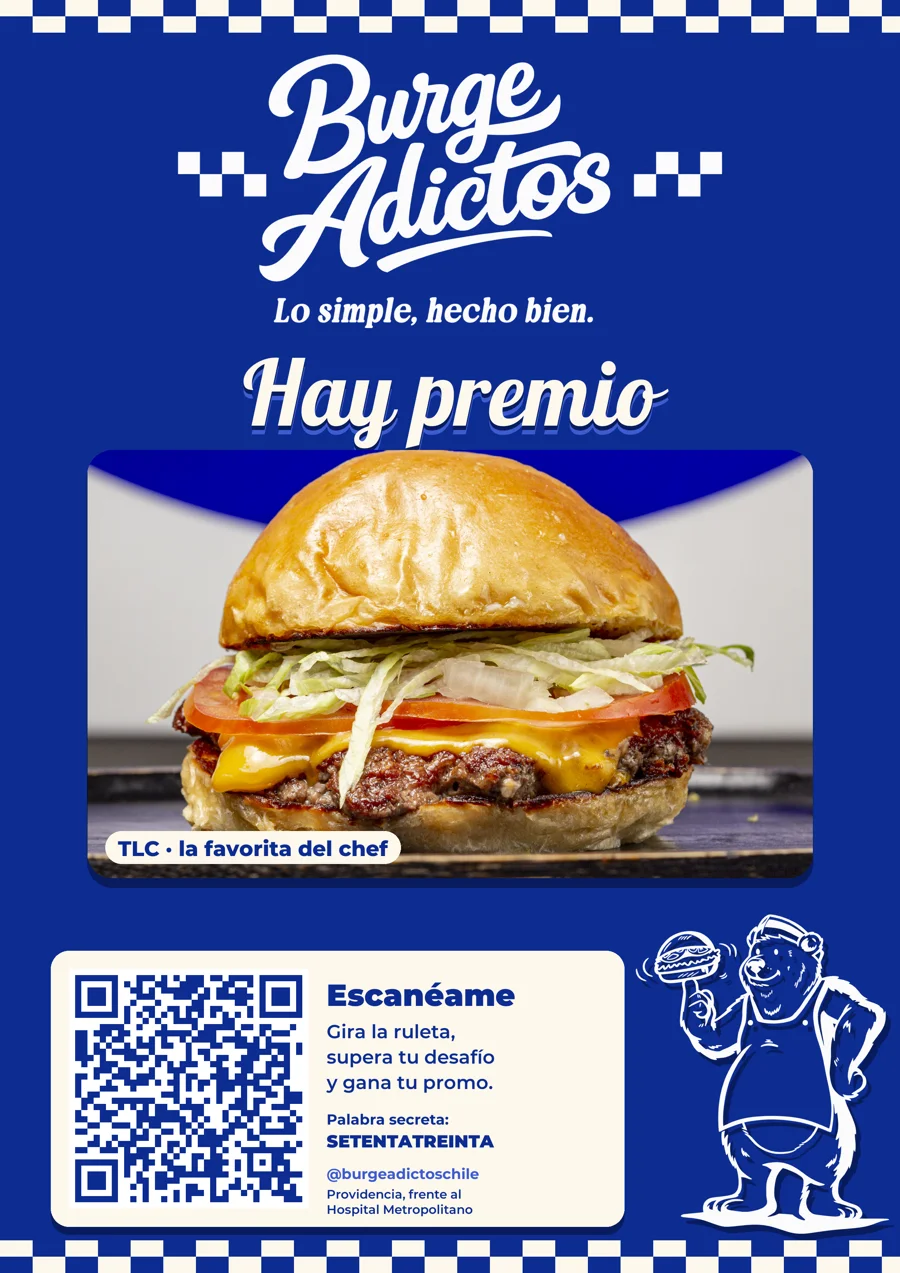 Burge
Adictos
Lo simple, hecho bien.
Hay premio
TLC · la favorita del chef
Escanéame
Gira la ruleta,
supera tu desafío
y gana tu promo.
Palabra secreta:
SETENTATREINTA
@burgeadictoschile
Providencia, frente al
Hospital Metropolitano